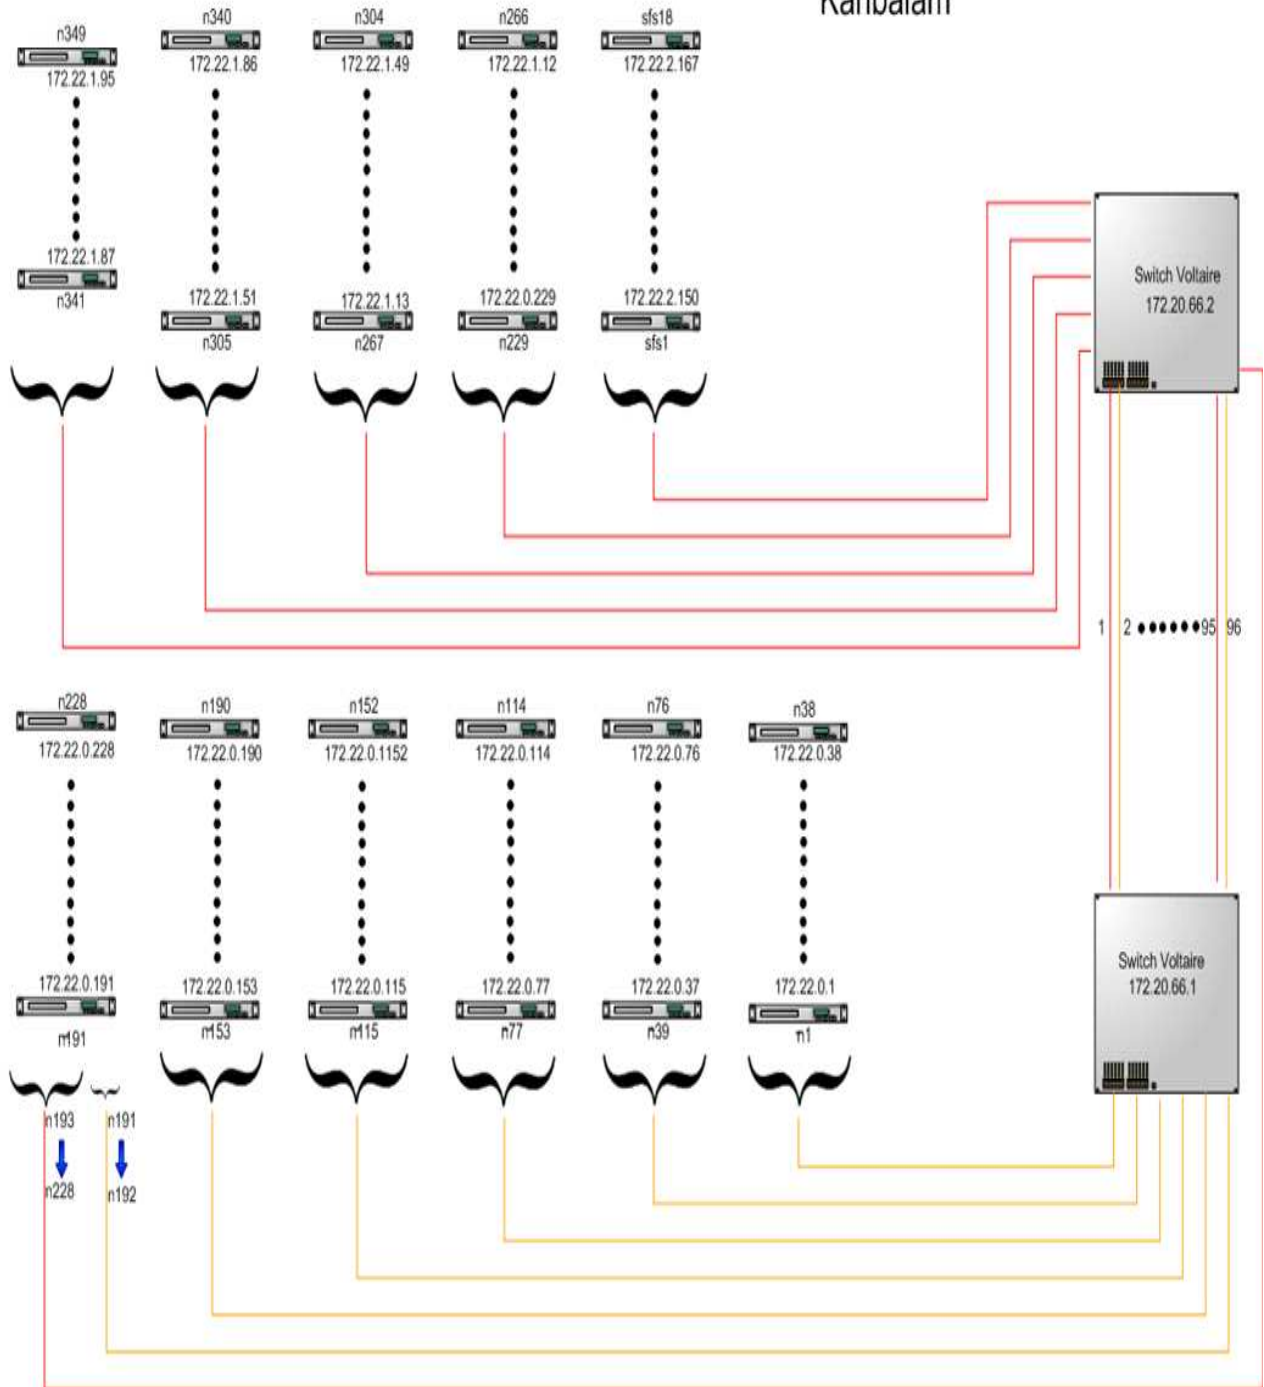 Kanbalam
n349
n340
n304
n266
sfs18
172.22.1.95
172.22.1.86
172.22.1.49
172.22.1.12
172.22.2.167
172.22.1.87
172.22.1.51
172.22.1.13
172.22.0.229
172.22.2.150
n341
n305
n267
n229
sfs1
Switch Voltaire
172.20.66.2
1
2
95
96
n228
n190
n152
n114
n76
n38
172.22.0.228
172.22.0.190
172.22.0.1152
172.22.0.114
172.22.0.76
172.22.0.38
172.22.0.191
172.22.0.153
172.22.0.115
172.22.0.77
172.22.0.37
172.22.0.1
n191
n153
n115
n77
n39
n1
Switch Voltaire
172.20.66.1
n193
n191
n228
n192